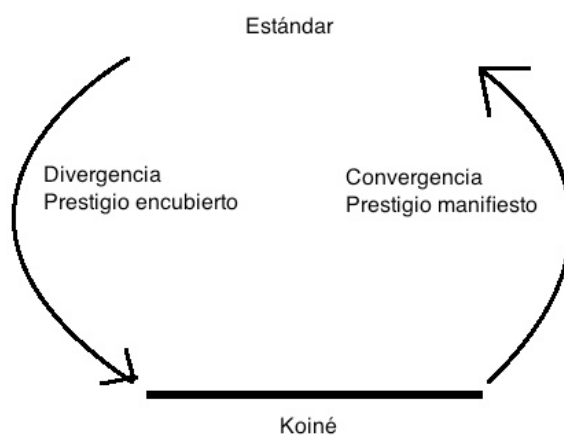 Estándar
Divergencia
Prestigio encubierto
Convergencia
Prestigio manifiesto
Koiné